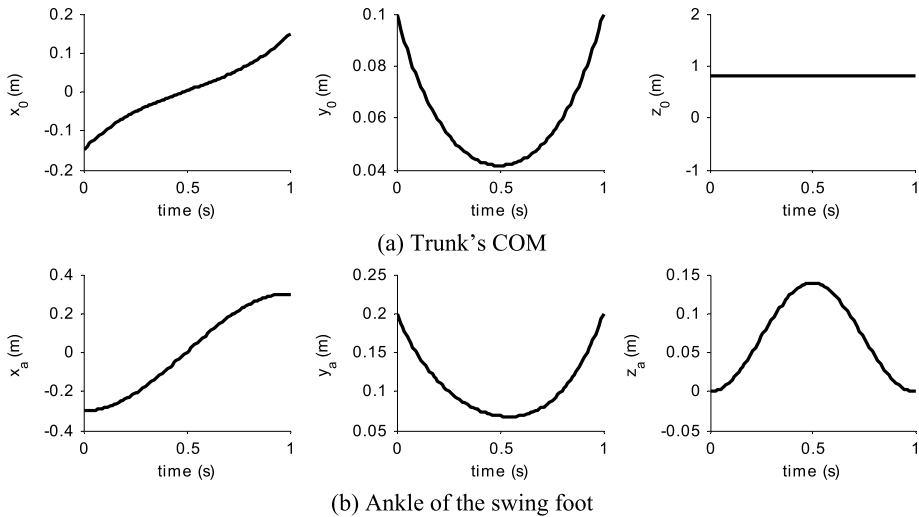 0.2
0.1
0
-0.1
-0.2
x0 (m)
0 0.5 1
time (s)
0.1
0.08
0.06
0.04
y0 (m)
0 0.5 1
time (s)
2
1
0
-1
z0 (m)
0 0.5 1
time (s)
(a) Trunk's COM
0.4
0.2
0
-0.2
-0.4
xa (m)
0 0.5 1
time (s)
0.25
0.2
0.15
0.1
0.05
ya (m)
0 0.5 1
time (s)
0.15
0.1
0.05
0
-0.05
za (m)
0 0.5 1
time (s)
(b) Ankle of the swing foot